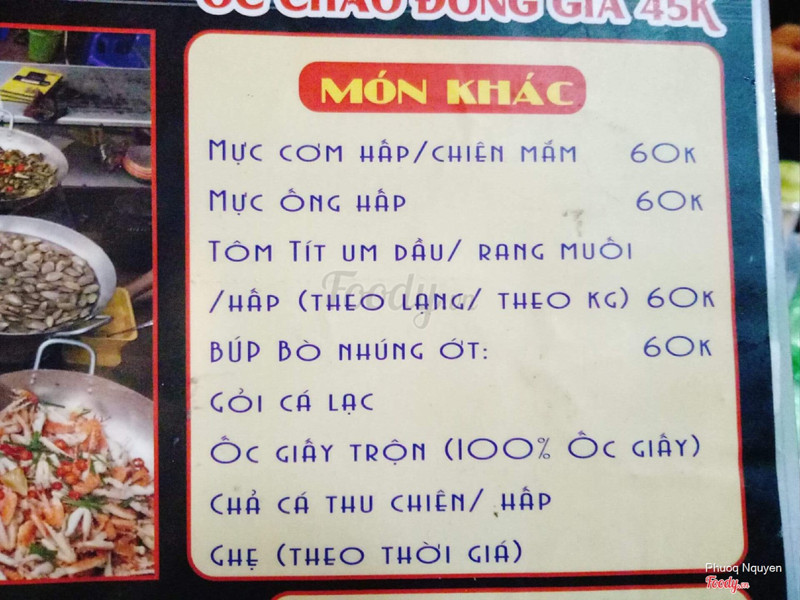 ỐC CHẢO ĐỒNG GIÁ 45K
MÓN KHÁC
MỰC CƠM HẤP/CHIÊN MẮM 60K
MỰC ỐNG HẤP 60K
TÔM TÍT UM DẦU/ RANG MUỐI
/HẤP (THEO LẠNG/ THEO KG) 60K
BÚP BÒ NHÚNG ỚT: 60K
GỎI CÁ LẠC
ỐC GIẤY TRỘN (100% ỐC GIẤY)
CHẢ CÁ THU CHIÊN/ HẤP
GHẸ (THEO THỜI GIÁ)
Foody.vn
Phuoq Nguyen
Foody.vn